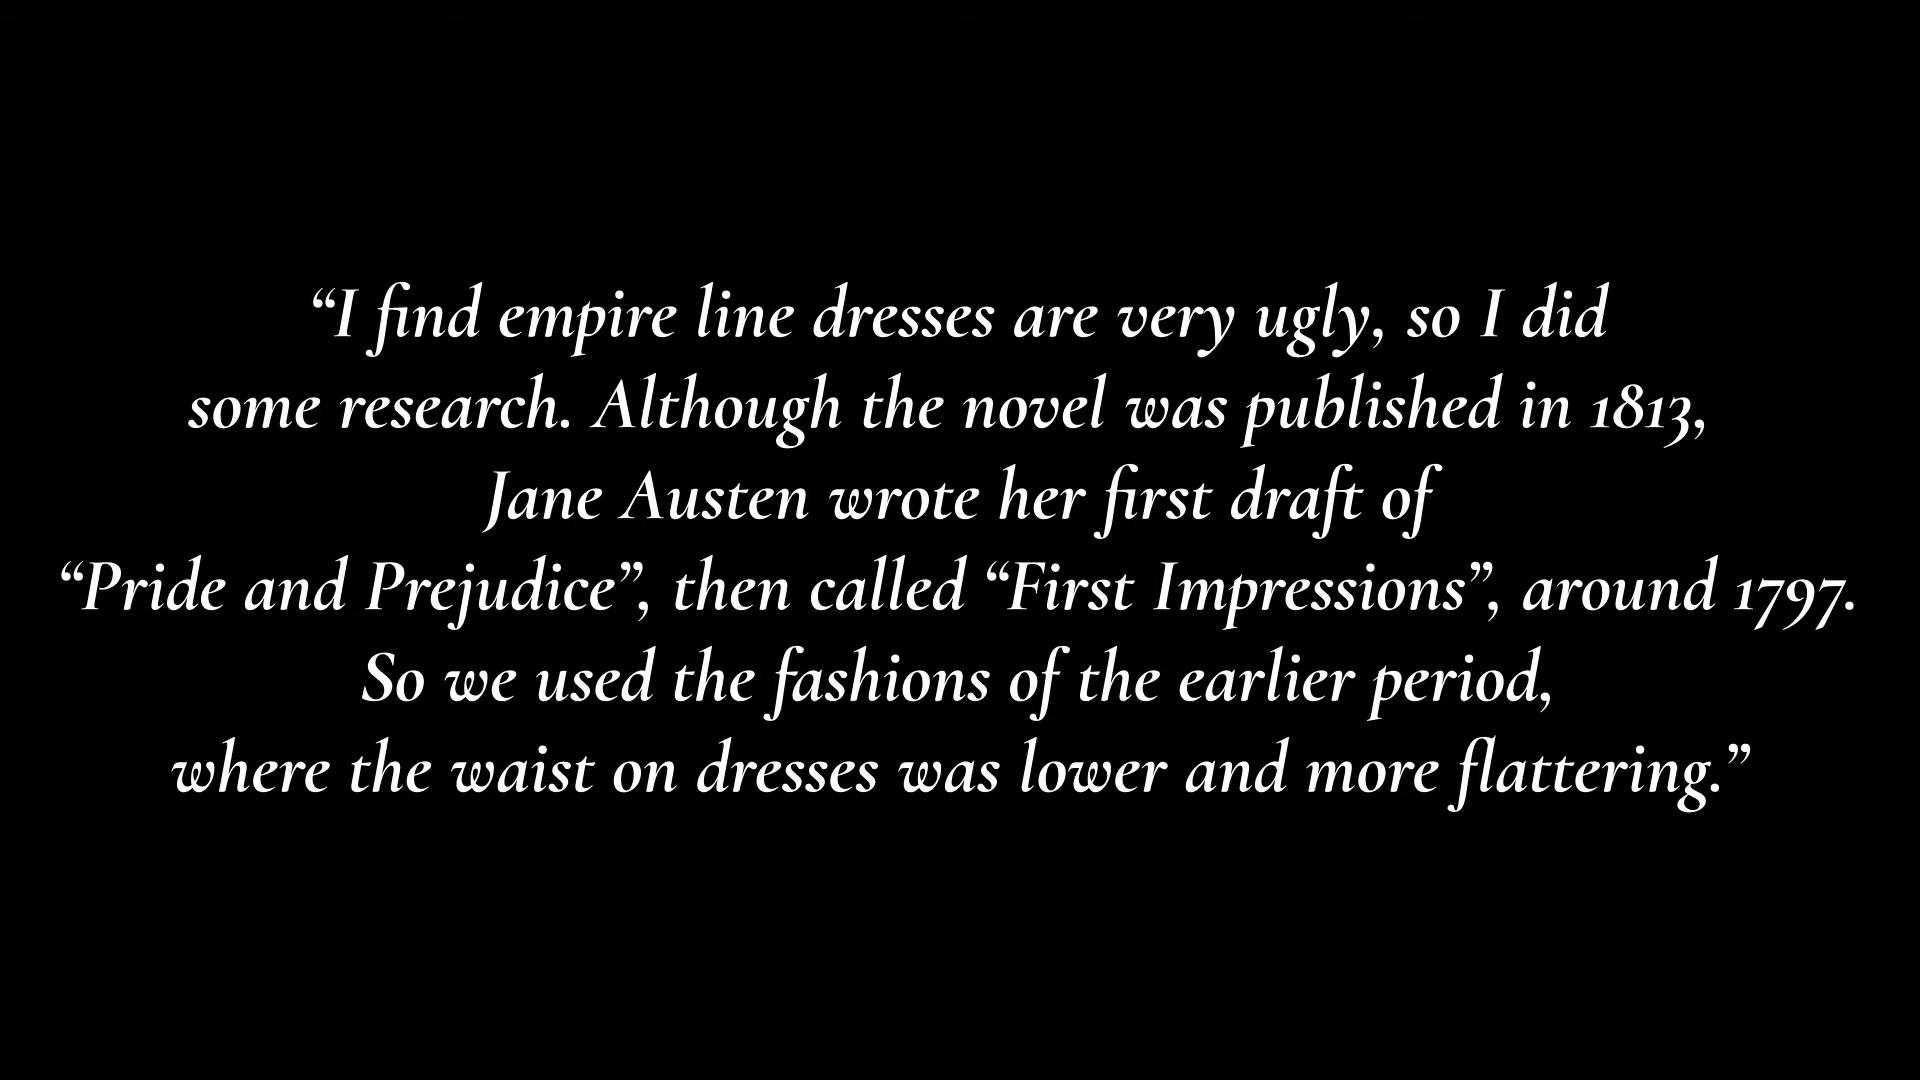 “I find empire line dresses are very ugly, so I did
some research. Although the novel was published in 1813,
Jane Austen wrote her first draft of
“Pride and Prejudice”, then called “First Impressions”, around 1797.
So we used the fashions of the earlier period,
where the waist on dresses was lower and more flattering.”